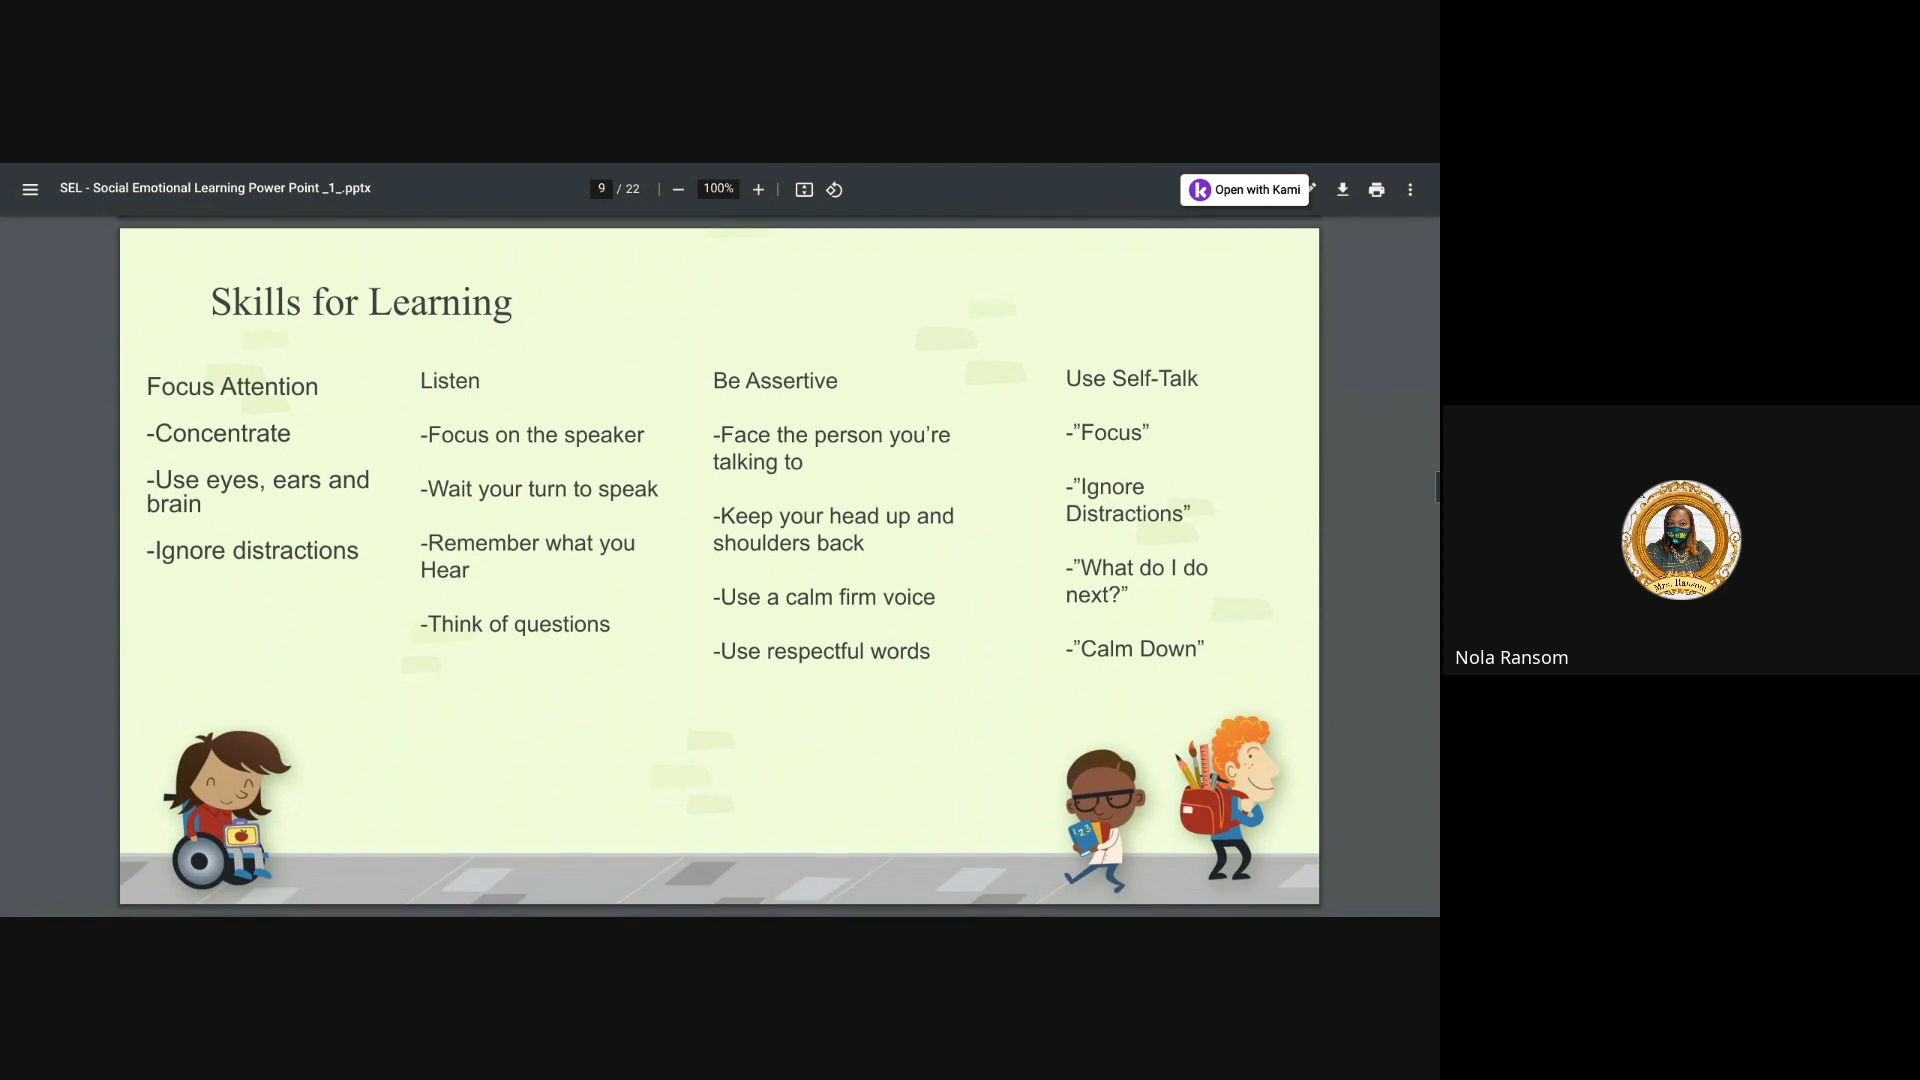 SEL - Social Emotional Learning Power Point _1_.pptx
9 / 22
100%
Open with Kami
Skills for Learning
Focus Attention
-Concentrate
-Use eyes, ears and
brain
-Ignore distractions
Listen
-Focus on the speaker
-Wait your turn to speak
-Remember what you
Hear
-Think of questions
Be Assertive
-Face the person you’re
talking to
-Keep your head up and
shoulders back
-Use a calm firm voice
-Use respectful words
Use Self-Talk
-”Focus”
-”Ignore
Distractions”
-”What do I do
next?”
-”Calm Down”
123
Mrs. Ransom
Nola Ransom